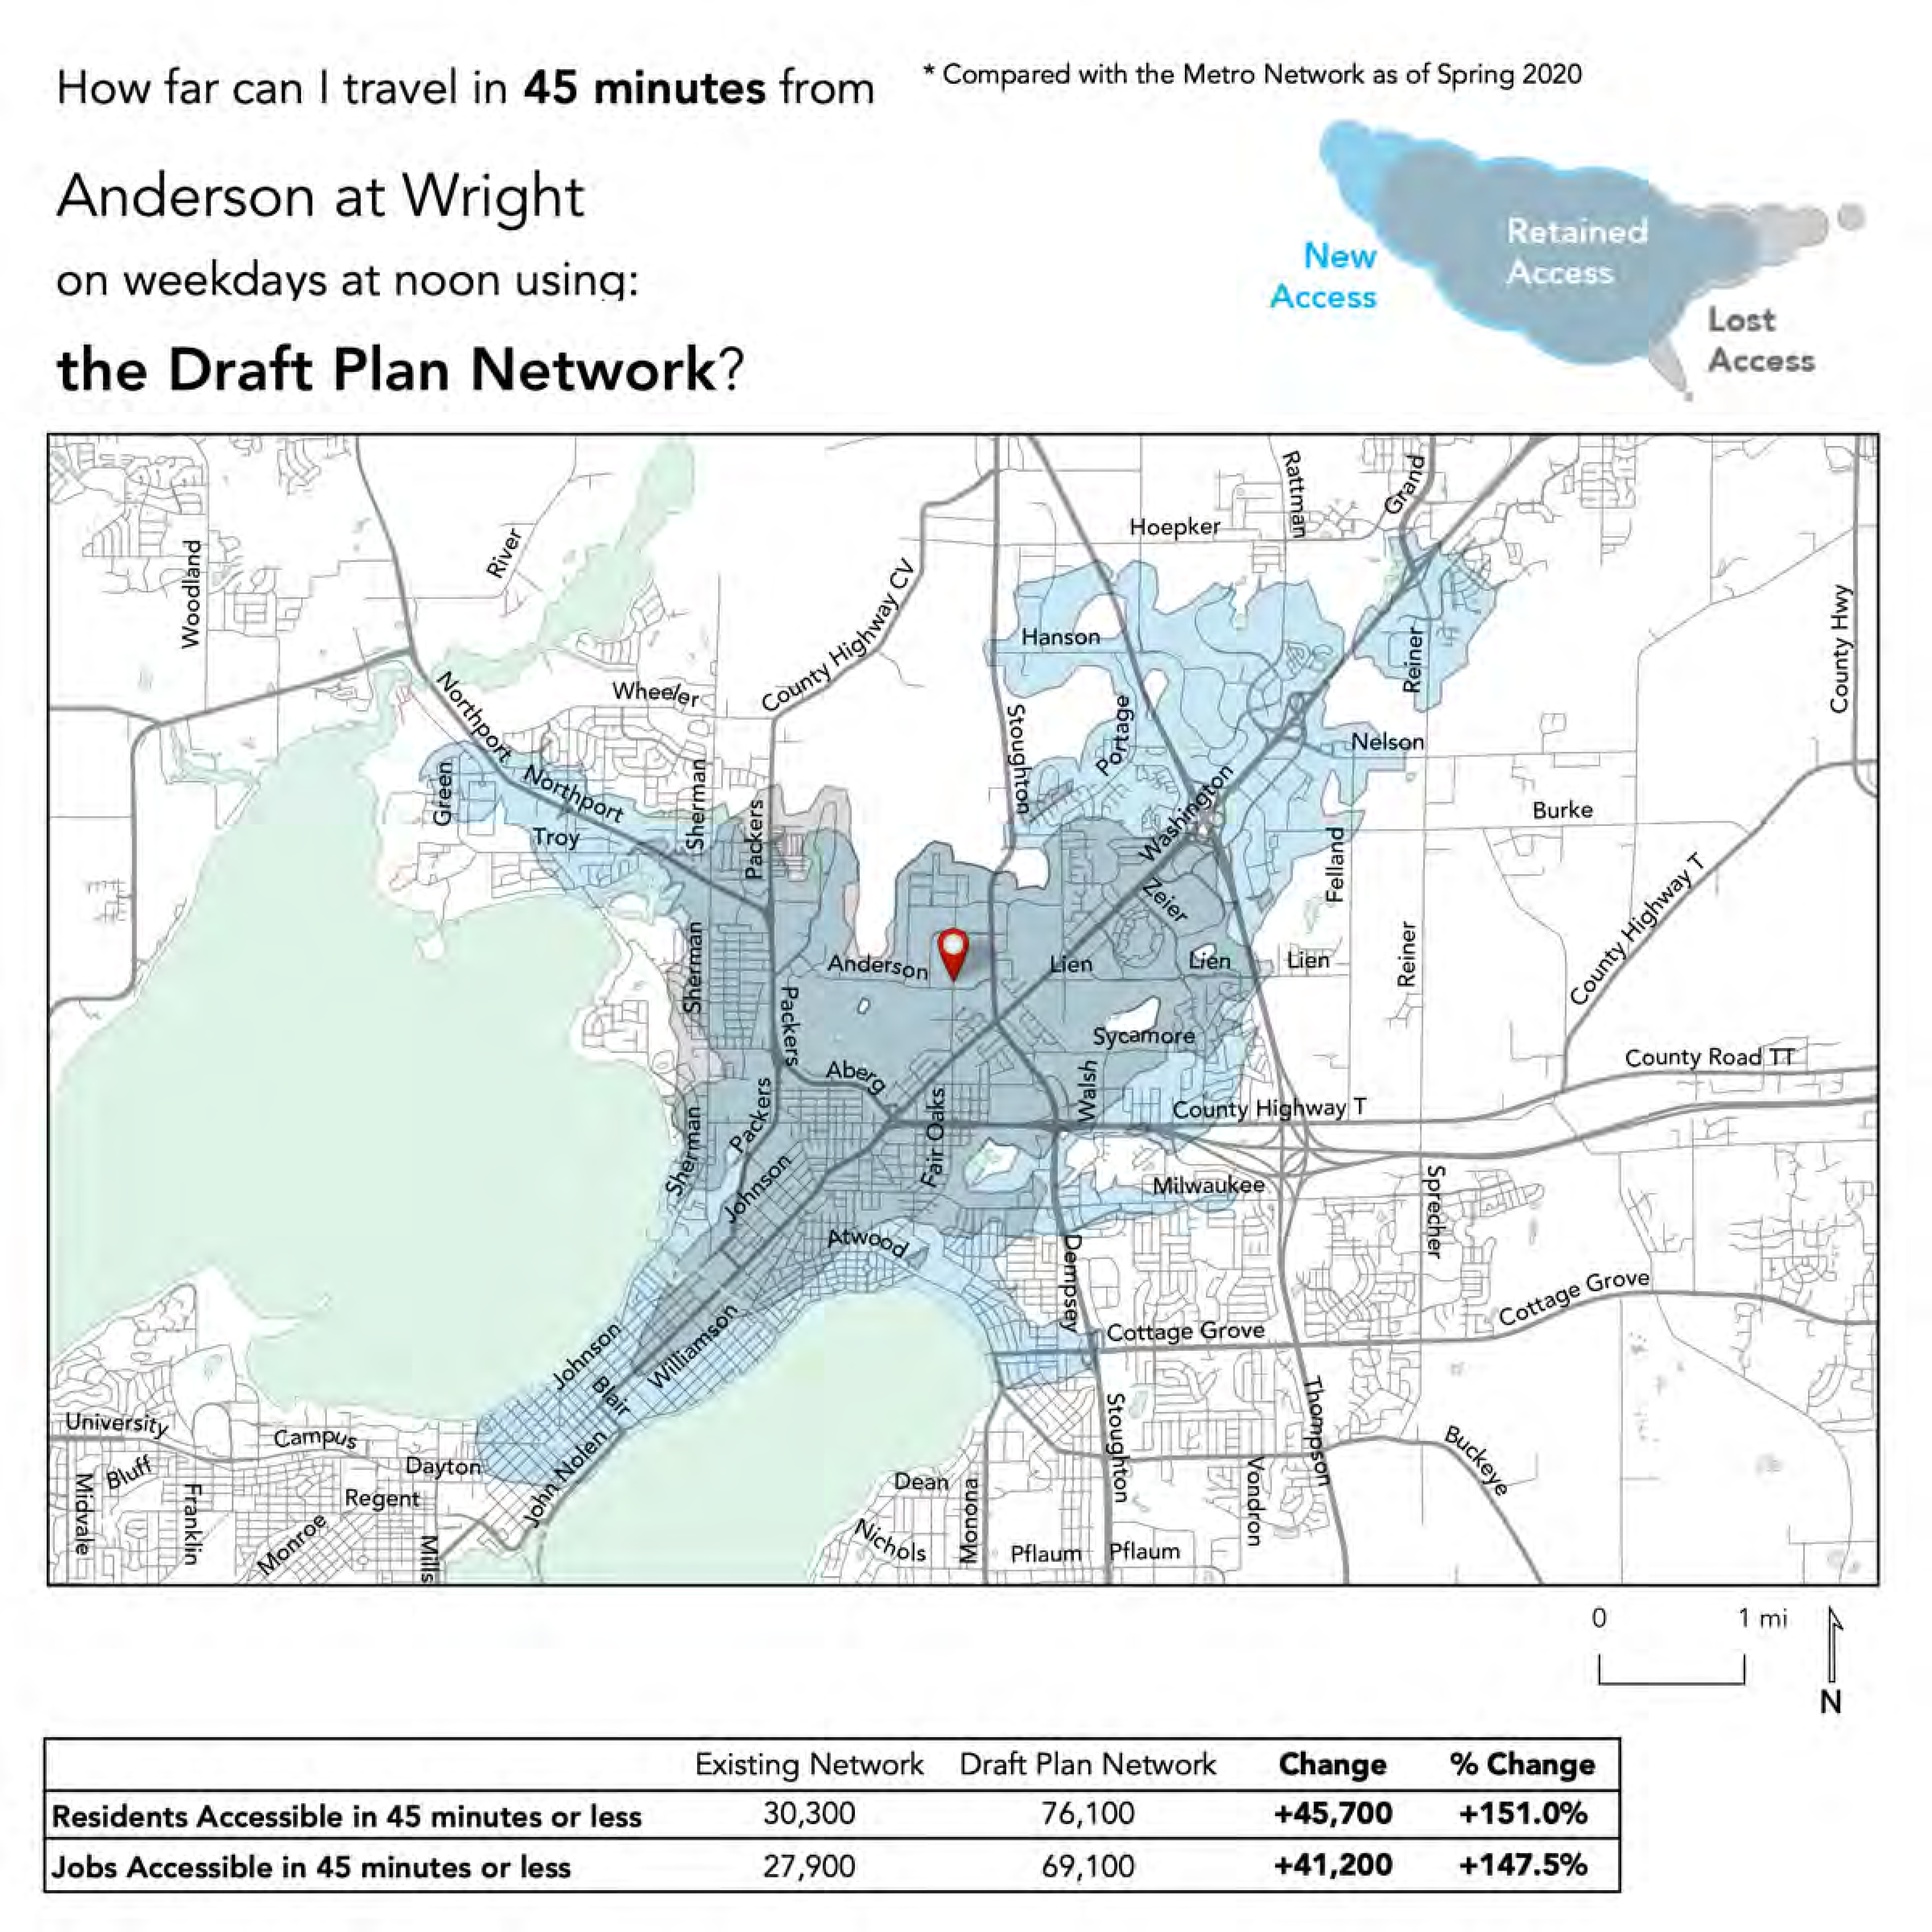 How far can I travel in 45 minutes from
* Compared with the Metro Network as of Spring 2020
Anderson at Wright
on weekdays at noon using:
the Draft Plan Network?
New
Access
Retained
Access
Lost
Access
Rattman
Grand
Hoepker
River
Woodland
County Highway CV
County Hwy
Hanson
Reiner
Wheeler
Northport
Stoughton
Portage
Nelson
Green
Northport
Sherman
Packers
Washington
Burke
Troy
Felland
County Highway T
Zeier
Sherman
Anderson
Lien
Lien
Lien
Reiner
Packers
Sycamore
Aberg
Walsh
County Road TT
Packers
Fair Oaks
County Highway T
Sherman
Johnson
Milwaukee
Sprecher
Atwood
Dempsey
Cottage Grove
Williamson
Cottage Grove
Johnson
Blair
Thompson
Stoughton
University
Campus
John Nolen
Buckeye
Bluff
Dayton
Dean
Midvale
Franklin
Regent
Monona
Vondron
Monroe
Mills
Nichols
Pflaum
Pflaum
0 1 mi
N
Existing Network Draft Plan Network Change % Change
Residents Accessible in 45 minutes or less 30,300 76,100 +45,700 +151.0%
Jobs Accessible in 45 minutes or less 27,900 69,100 +41,200 +147.5%